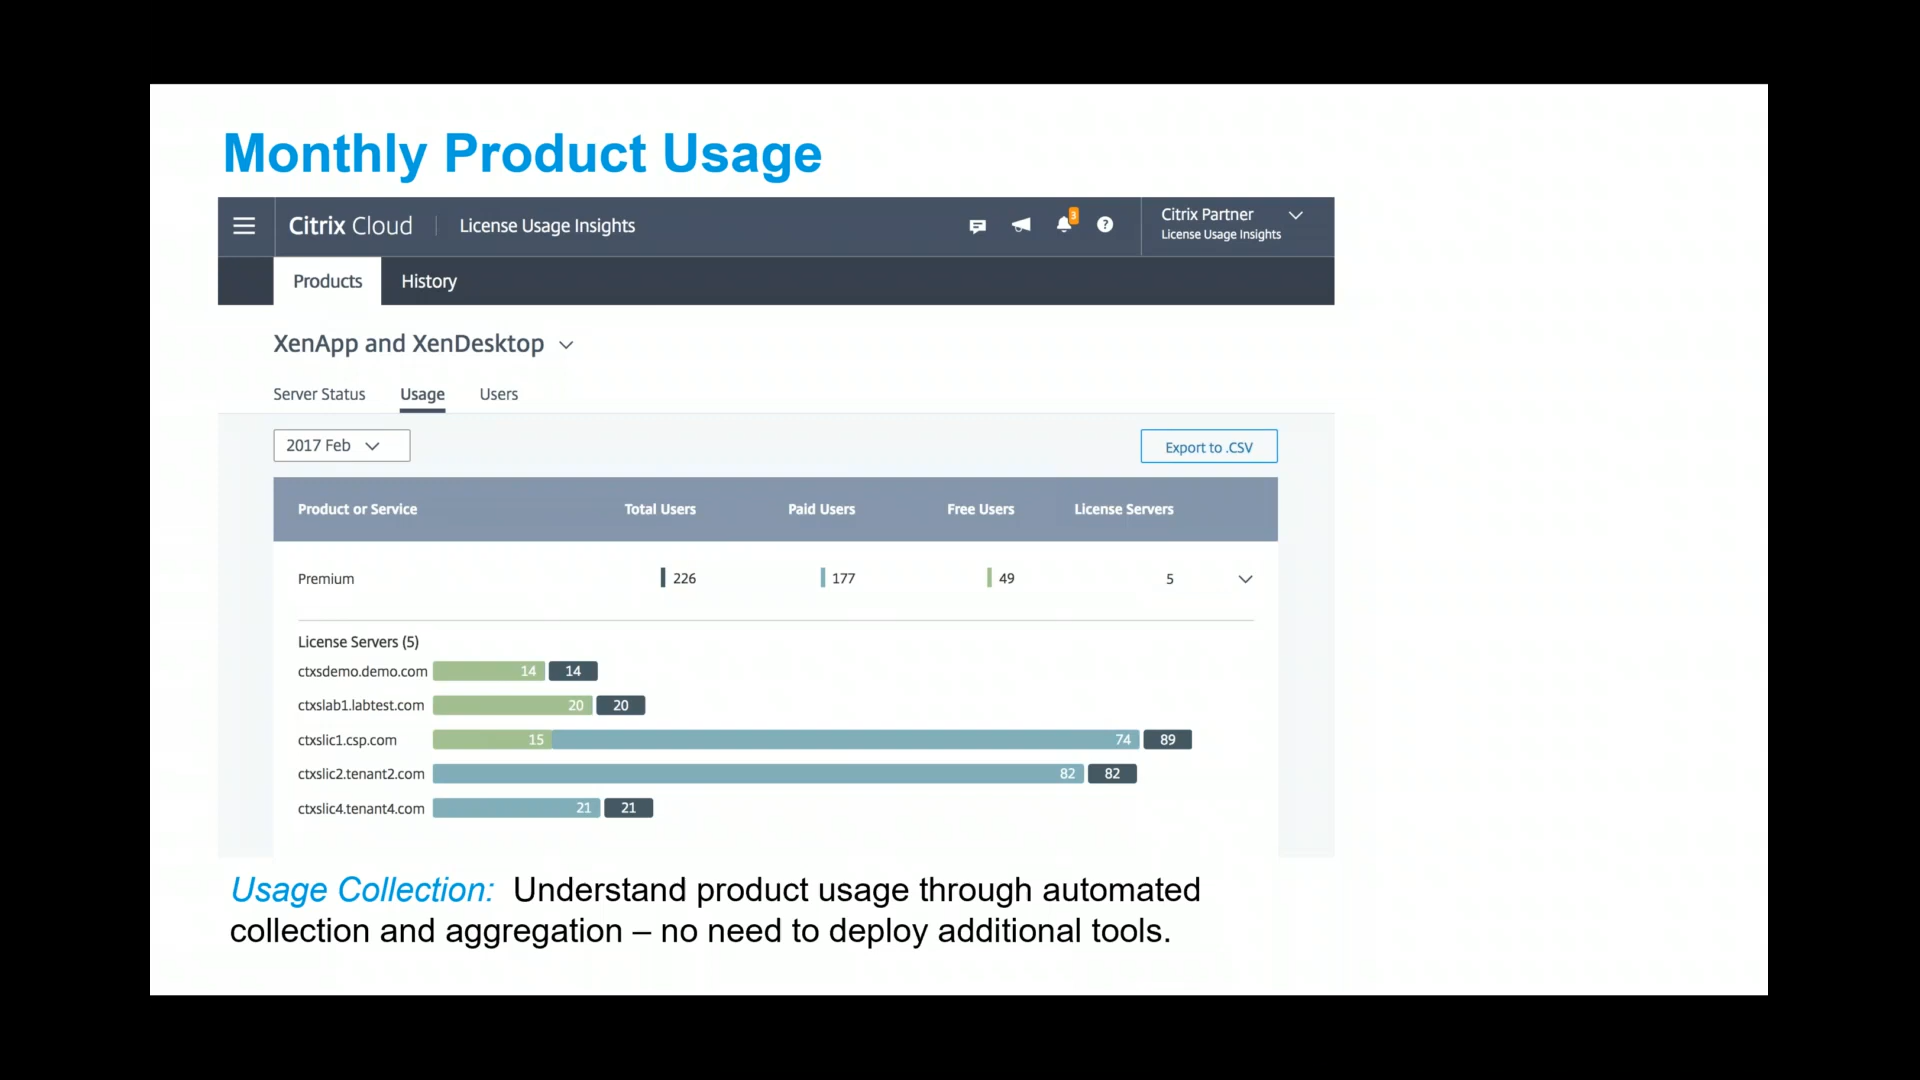 Monthly Product Usage
Citrix Cloud License Usage Insights 3 ? Citrix Partner
License Usage Insights
Products History
XenApp and XenDesktop
Server Status Usage Users
2017 Feb Export to .CSV
Product or Service Total Users Paid Users Free Users License Servers
Premium 226 177 49 5
License Servers (5)
ctxsdemo.demo.com 14 14
ctxslab1.labtest.com 20 20
ctxslic1.csp.com 15 74 89
ctxslic2.tenant2.com 82 82
ctxslic4.tenant4.com 21 21
Usage Collection: Understand product usage through automated
collection and aggregation – no need to deploy additional tools.